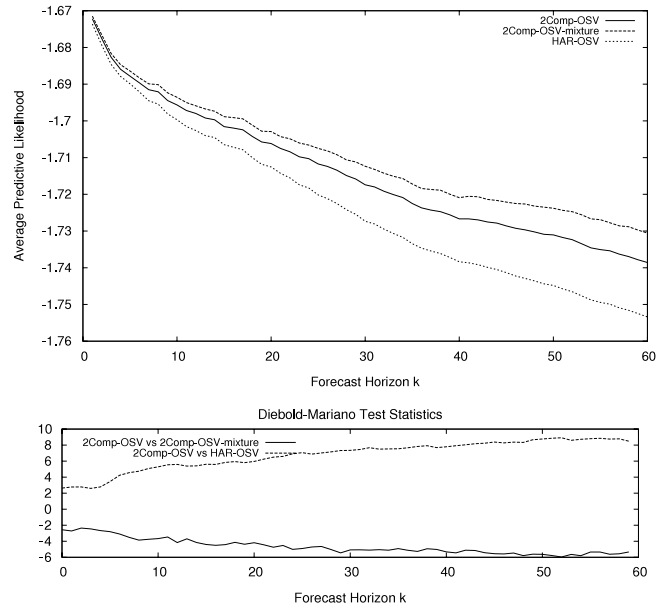 -1.67
-1.68
-1.69
-1.7
-1.71
-1.72
-1.73
-1.74
-1.75
-1.76
Average Predictive Likelihood
2Comp-OSV
2Comp-OSV-mixture
HAR-OSV
0 10 20 30 40 50 60
Forecast Horizon k
Diebold-Mariano Test Statistics
10
8
6
4
2
0
-2
-4
-6
2Comp-OSV vs 2Comp-OSV-mixture
2Comp-OSV vs HAR-OSV
0 10 20 30 40 50 60
Forecast Horizon k